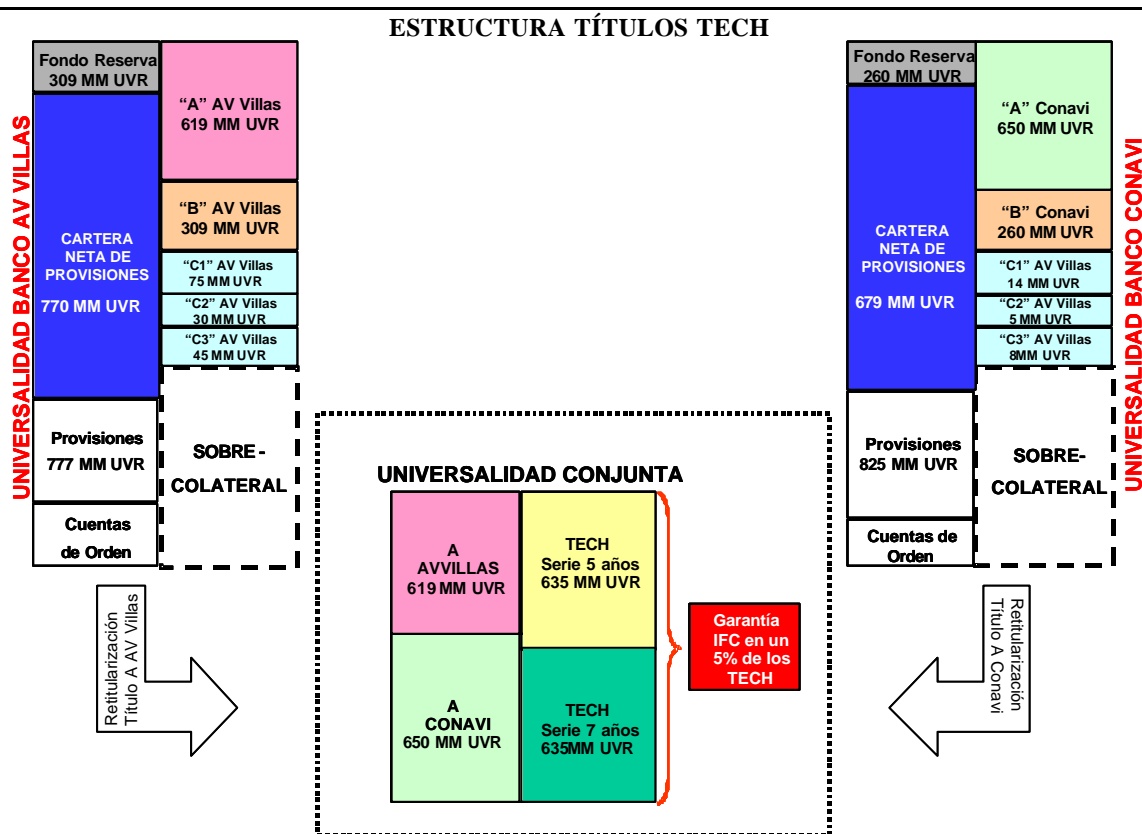 ESTRUCTURA TÍTULOS TECH
UNIVERSALIDAD BANCO AV VILLAS
Fondo Reserva
309 MM UVR
CARTERA
NETA DE
PROVISIONES
770 MM UVR
Provisiones
777 MM UVR
Cuentas
de Orden
“A” AV Villas
619 MM UVR
“B” AV Villas
309 MM UVR
“C1” AV Villas
75 MM UVR
“C2” AV Villas
30 MM UVR
“C3” AV Villas
45 MM UVR
SOBRE -
COLATERAL
Retitularización
Título A AV Villas
UNIVERSALIDAD CONJUNTA
A
AVVILLAS
619 MM UVR
A
CONAVI
650 MM UVR
TECH
Serie 5 años
635 MM UVR
TECH
Serie 7 años
635MM UVR
Garantía
IFC en un
5% de los
TECH
Fondo Reserva
260 MM UVR
CARTERA
NETA DE
PROVISIONES
679 MM UVR
Provisiones
825 MM UVR
Cuentas de
Orden
“A” Conavi
650 MM UVR
“B” Conavi
260 MM UVR
“C1” AV Villas
14 MM UVR
“C2” AV Villas
5 MM UVR
“C3” AV Villas
8MM UVR
SOBRE-
COLATERAL
UNIVERSALIDAD BANCO CONAVI
Retitularización
Título A Conavi